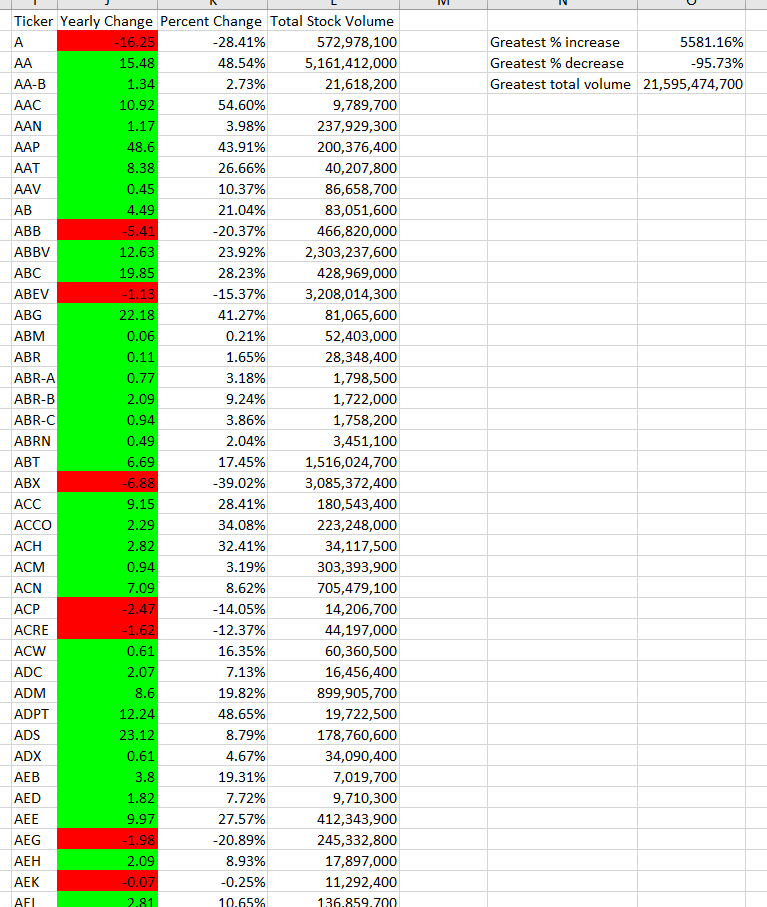 J K L M N O
Ticker Yearly Change Percent Change Total Stock Volume
A -16.25 -28.41% 572,978,100 Greatest % increase 5581.16%
AA 15.48 48.54% 5,161,412,000 Greatest % decrease -95.73%
AA-B 1.34 2.73% 21,618,200 Greatest total volume 21,595,474,700
AAC 10.92 54.60% 9,789,700
AAN 1.17 3.98% 237,929,300
AAP 48.6 43.91% 200,376,400
AAT 8.38 26.66% 40,207,800
AAV 0.45 10.37% 86,658,700
AB 4.49 21.04% 83,051,600
ABB -5.41 -20.37% 466,820,000
ABBV 12.63 23.92% 2,303,237,600
ABC 19.85 28.23% 428,969,000
ABEV -1.13 -15.37% 3,208,014,300
ABG 22.18 41.27% 81,065,600
ABM 0.06 0.21% 52,403,000
ABR 0.11 1.65% 28,348,400
ABR-A 0.77 3.18% 1,798,500
ABR-B 2.09 9.24% 1,722,000
ABR-C 0.94 3.86% 1,758,200
ABRN 0.49 2.04% 3,451,100
ABT 6.69 17.45% 1,516,024,700
ABX -6.88 -39.02% 3,085,372,400
ACC 9.15 28.41% 180,543,400
ACCO 2.29 34.08% 223,248,000
ACH 2.82 32.41% 34,117,500
ACM 0.94 3.19% 303,393,900
ACN 7.09 8.62% 705,479,100
ACP -2.47 -14.05% 14,206,700
ACRE -1.62 -12.37% 44,197,000
ACW 0.61 16.35% 60,360,500
ADC 2.07 7.13% 16,456,400
ADM 8.6 19.82% 899,905,700
ADPT 12.24 48.65% 19,722,500
ADS 23.12 8.79% 178,760,600
ADX 0.61 4.67% 34,090,400
AEB 3.8 19.31% 7,019,700
AED 1.82 7.72% 9,710,300
AEE 9.97 27.57% 412,343,900
AEG -1.98 -20.89% 245,332,800
AEH 2.09 8.93% 17,897,000
AEK -0.07 -0.25% 11,292,400
AEL 2.81 10.65% 136,859,700